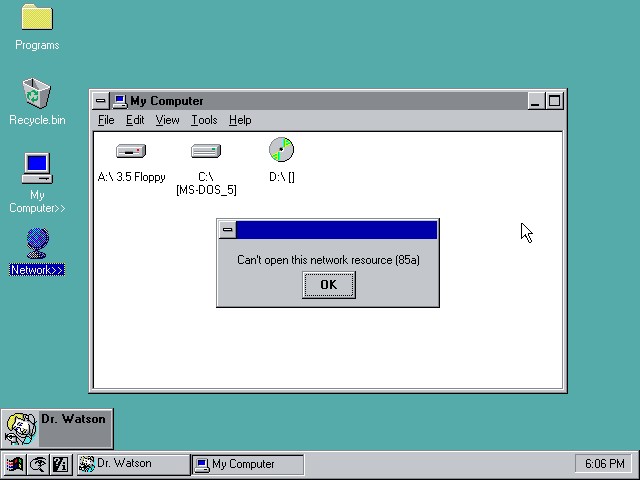 Programs
Recycle.bin
My
Computer>>
Network>>
My Computer
File Edit View Tools Help
A:\ 3.5 Floppy
C:\
[MS-DOS_5]
D:\ []
Can't open this network resource (85a)
OK
Dr. Watson
Dr. Watson
My Computer
6:06 PM